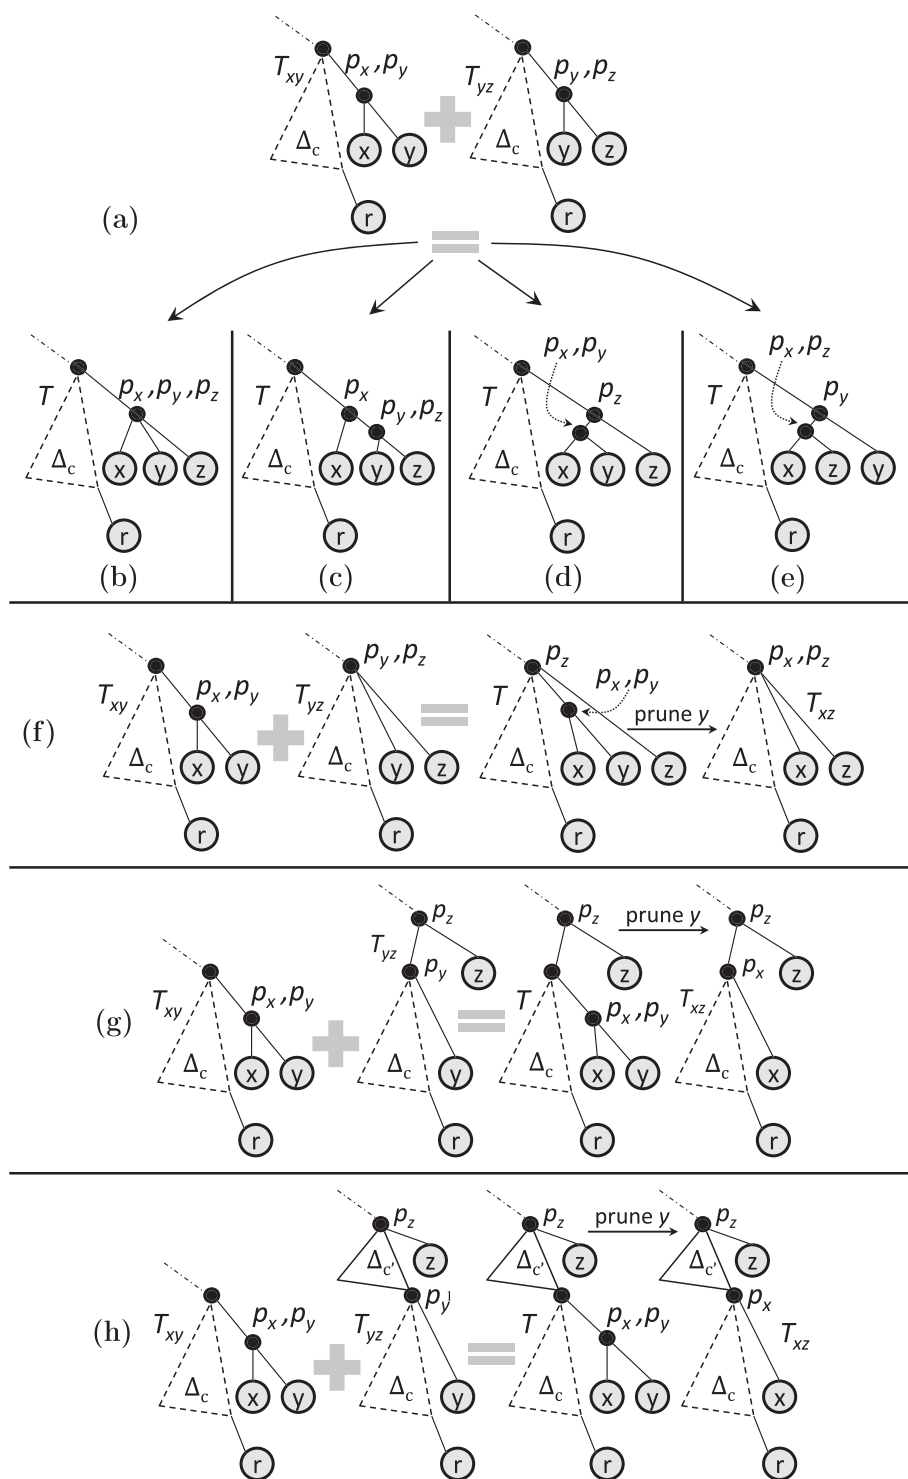 T_xy p_x,p_y T_yz p_y,p_z
Δ_c x y Δ_c y z
r r
(a)
T p_x,p_y,p_z T p_x p_y,p_z T p_x,p_y p_z T p_x,p_z p_y
Δ_c x y z Δ_c x y z Δ_c x y z Δ_c x z y
r r r r
(b) (c) (d) (e)
p_y,p_z p_z p_x,p_z
(f) T_xy p_x,p_y T_yz T p_x,p_y prune y T_xz
Δ_c x y Δ_c y z Δ_c x y z Δ_c x z
r r r r
p_z p_z prune y p_z
T_yz p_y z z p_x z
(g) T_xy p_x,p_y T p_x,p_y T_xz
Δ_c x y Δ_c y Δ_c x y Δ_c x
r r r r
p_z p_z prune y p_z
Δ_c' z Δ_c' z Δ_c' z
(h) T_xy p_x,p_y T_yz p_y T p_x,p_y p_x T_xz
Δ_c x y Δ_c y Δ_c x y Δ_c x
r r r r